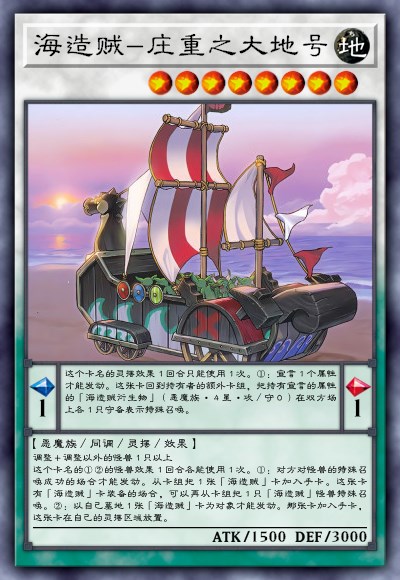 海造贼-庄重之大地号
地
这个卡名的灵摆效果1回合只能使用1次。①：宣言1个属性
才能发动。这张卡回到持有者的额外卡组，把持有宣言的属性
的「海造贼衍生物」（恶魔族·4星·攻／守0）在双方场
上各1只守备表示特殊召唤。
1
1
【恶魔族／同调／灵摆／效果】
调整＋调整以外的怪兽1只以上
这个卡名的①②的怪兽效果1回合各能使用1次。①：对方对怪兽的特殊召
唤成功的场合才能发动。从卡组把1张「海造贼」卡加入手卡。这张卡
有「海造贼」卡装备的场合，可以再从卡组把1只「海造贼」怪兽特殊召
唤。②：以自己墓地1张「海造贼」卡为对象才能发动。那张卡加入手卡，
这张卡在自己的灵摆区域放置。
ATK/1500 DEF/3000